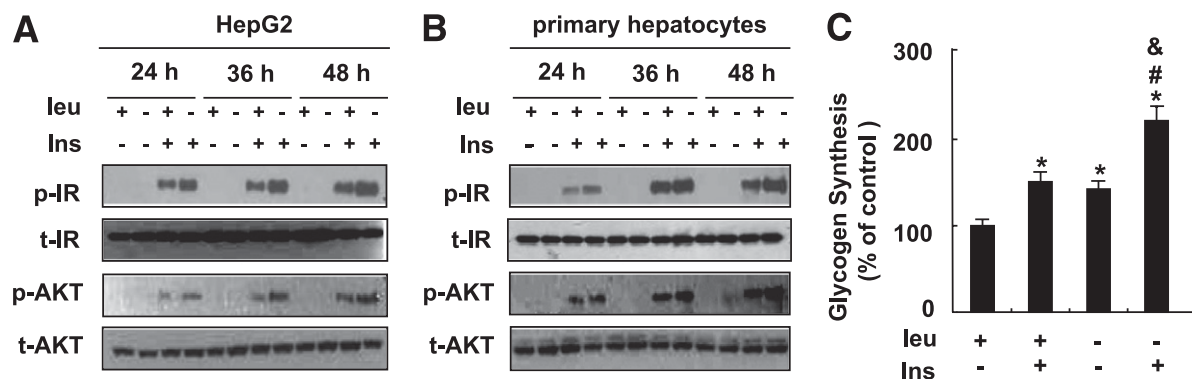 A
HepG2
24 h 36 h 48 h
leu + - + - + - + - + - + -
Ins - - + + - - + + - - + +
p-IR
t-IR
p-AKT
t-AKT
B
primary hepatocytes
24 h 36 h 48 h
leu + - + - + - + - + - + -
Ins - - + + - - + + - - + +
p-IR
t-IR
p-AKT
t-AKT
C
Glycogen Synthesis
(% of control)
300
200
100
0
* * * # &
leu + + - -
Ins - + - +